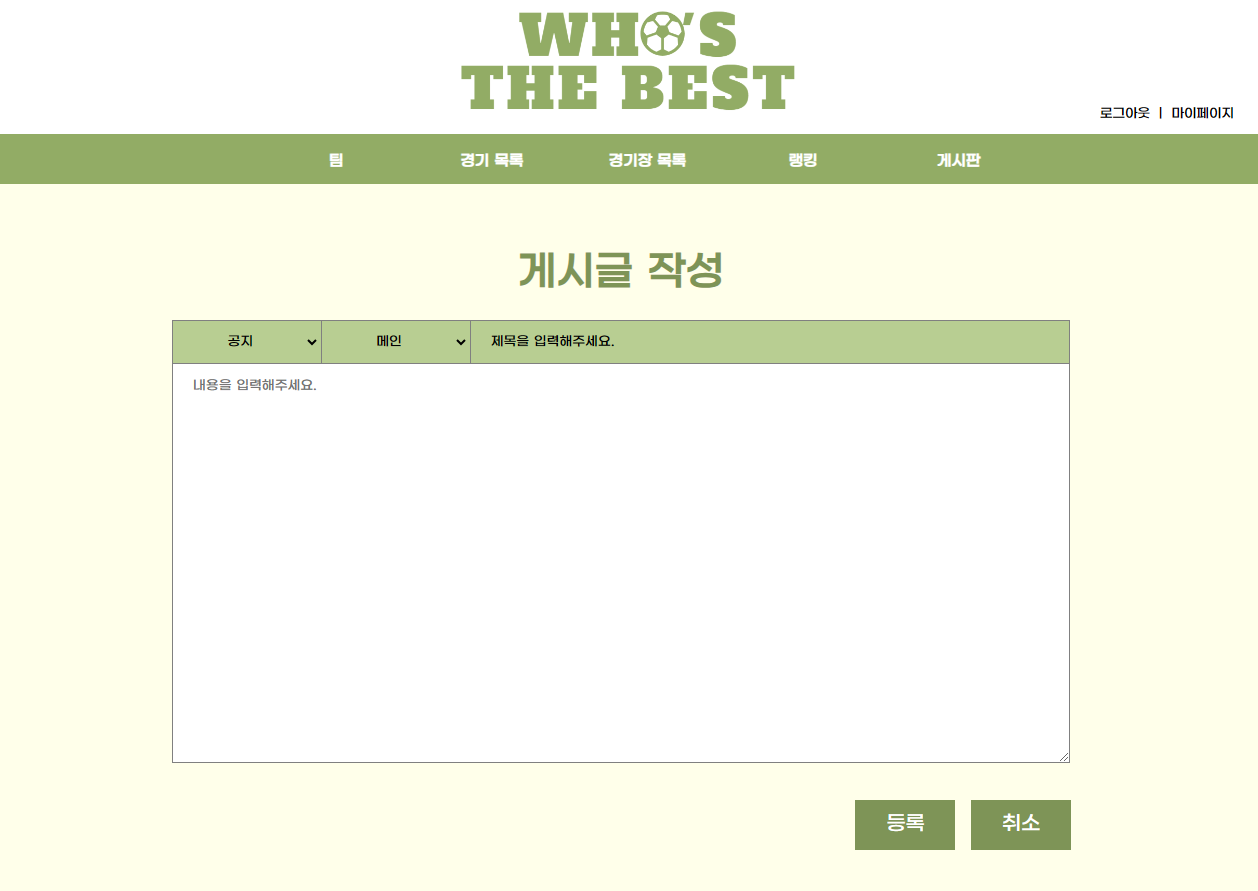 WHO'S
THE BEST
로그아웃 | 마이페이지
팀 경기 목록 경기장 목록 랭킹 게시판
게시글 작성
공지 메인 제목을 입력해주세요.
내용을 입력해주세요.
등록 취소